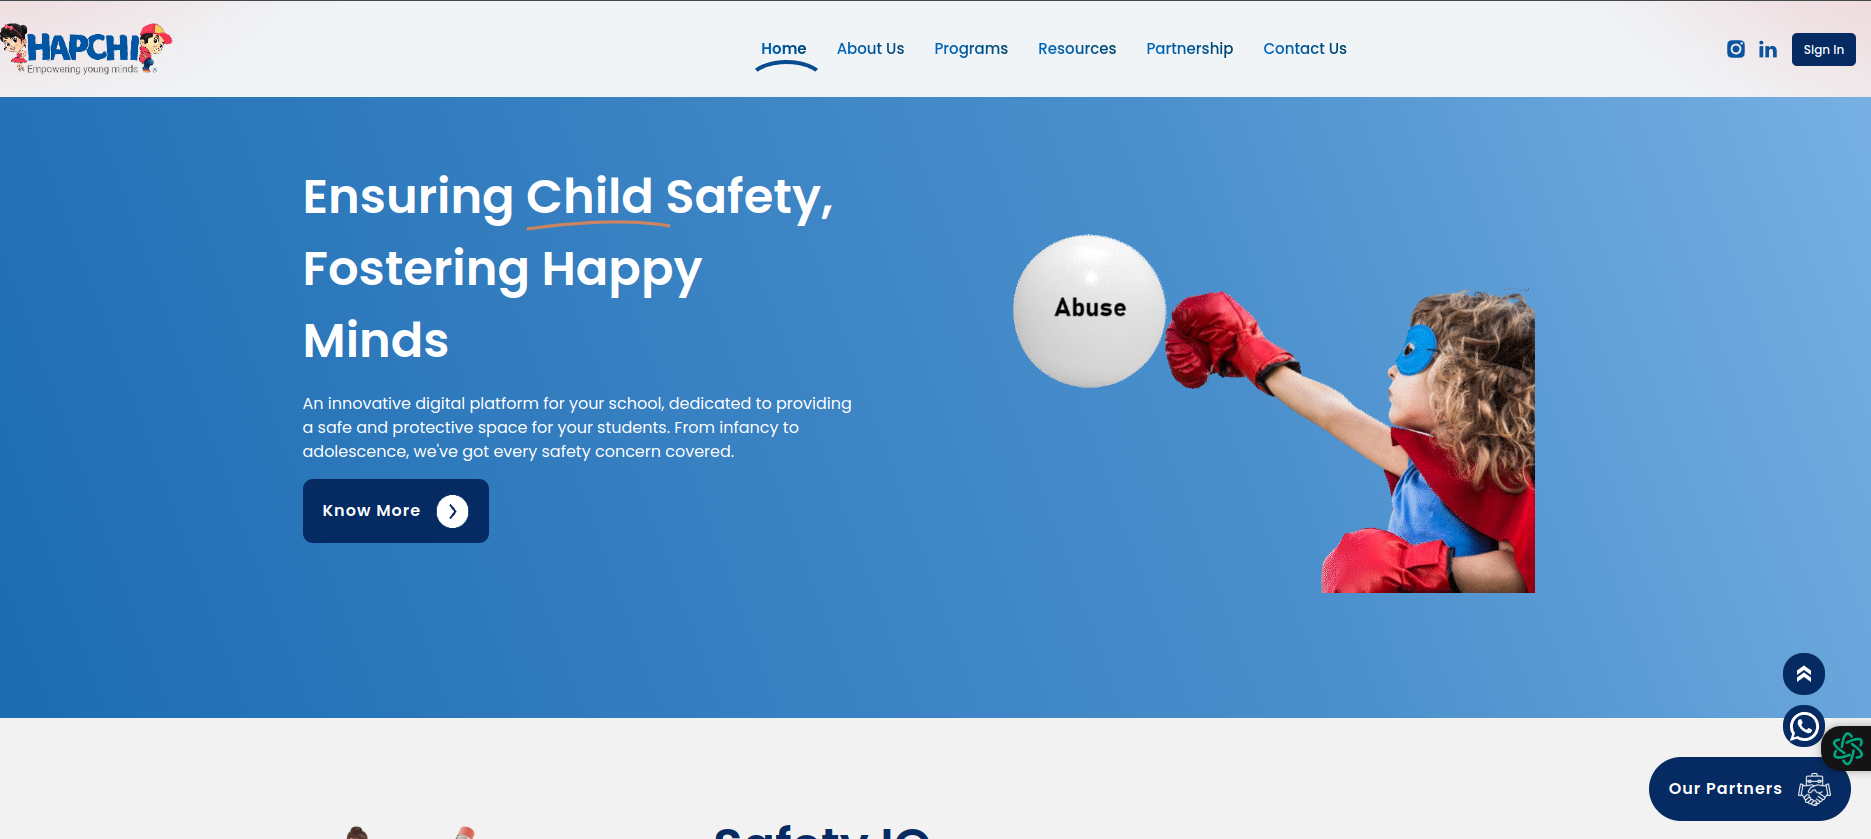 HAPCHI
Empowering young minds
Home
About Us
Programs
Resources
Partnership
Contact Us
Sign In
Ensuring Child Safety,
Fostering Happy
Minds
An innovative digital platform for your school, dedicated to providing
a safe and protective space for your students. From infancy to
adolescence, we've got every safety concern covered.
Know More
Abuse
Our Partners
Safety IQ